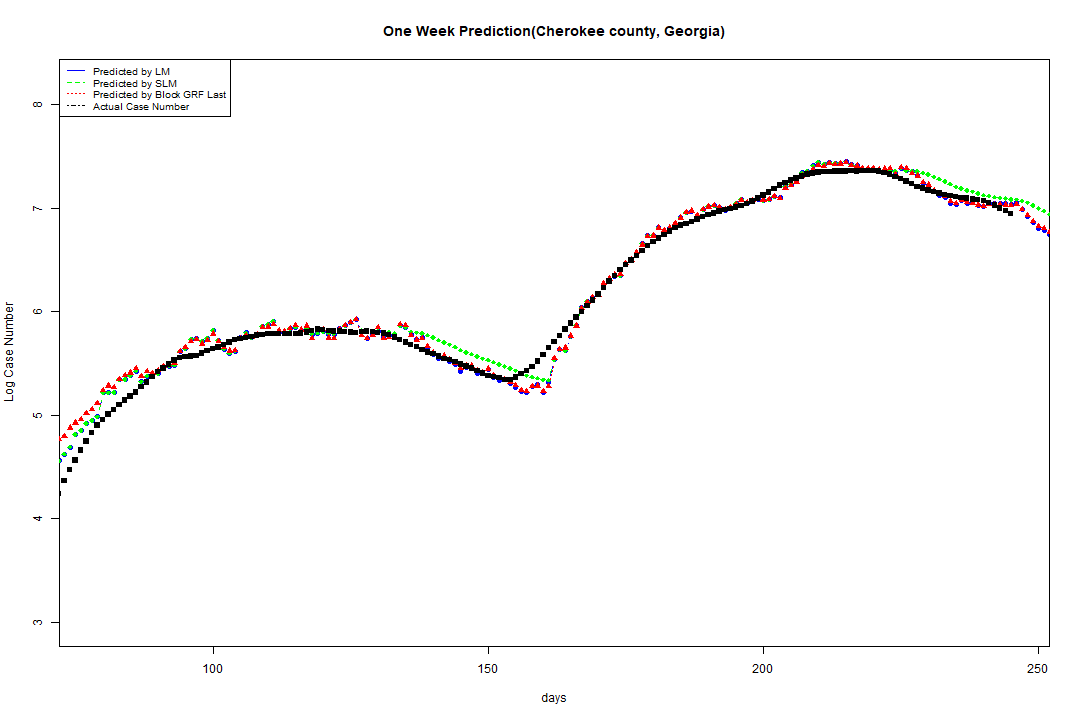 One Week Prediction(Cherokee county, Georgia)
Predicted by LM
Predicted by SLM
Predicted by Block GRF Last
Actual Case Number
8
7
6
5
4
3
Log Case Number
100
150
200
250
days